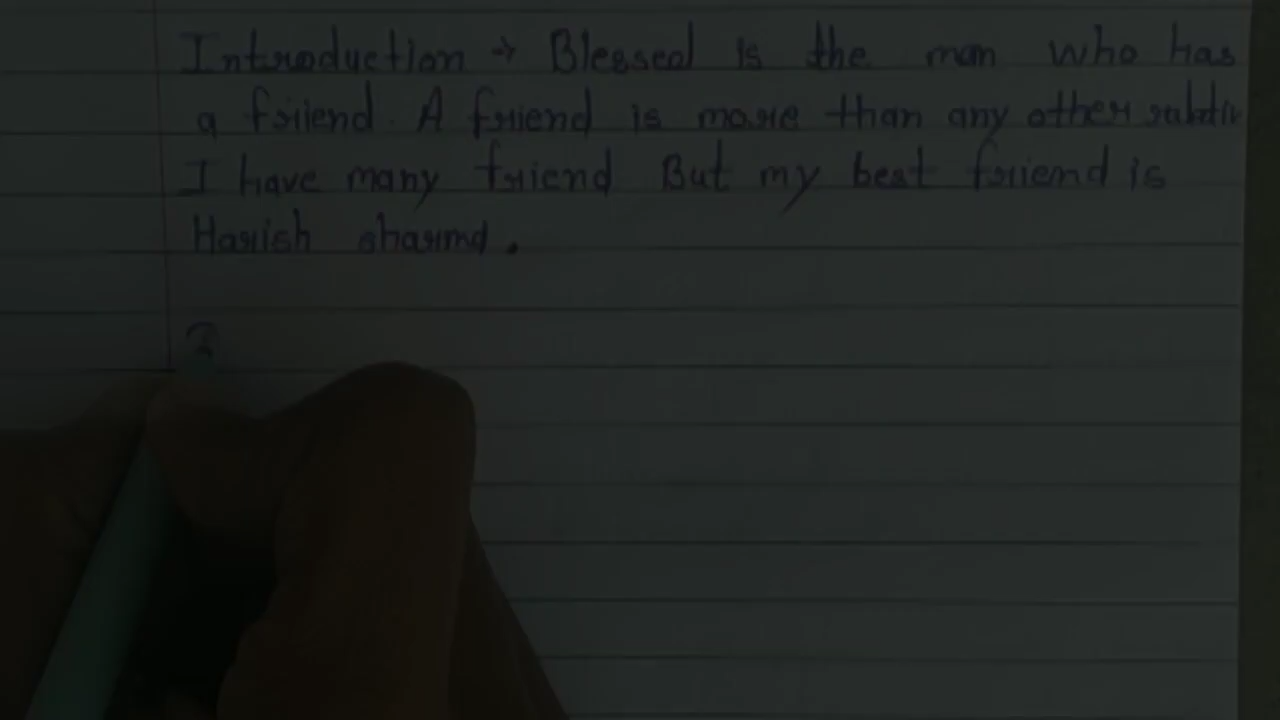 Introduction → Blessed is the man who has
a friend. A friend is more than any other
I have many friend But my best friend is
Harish sharma.